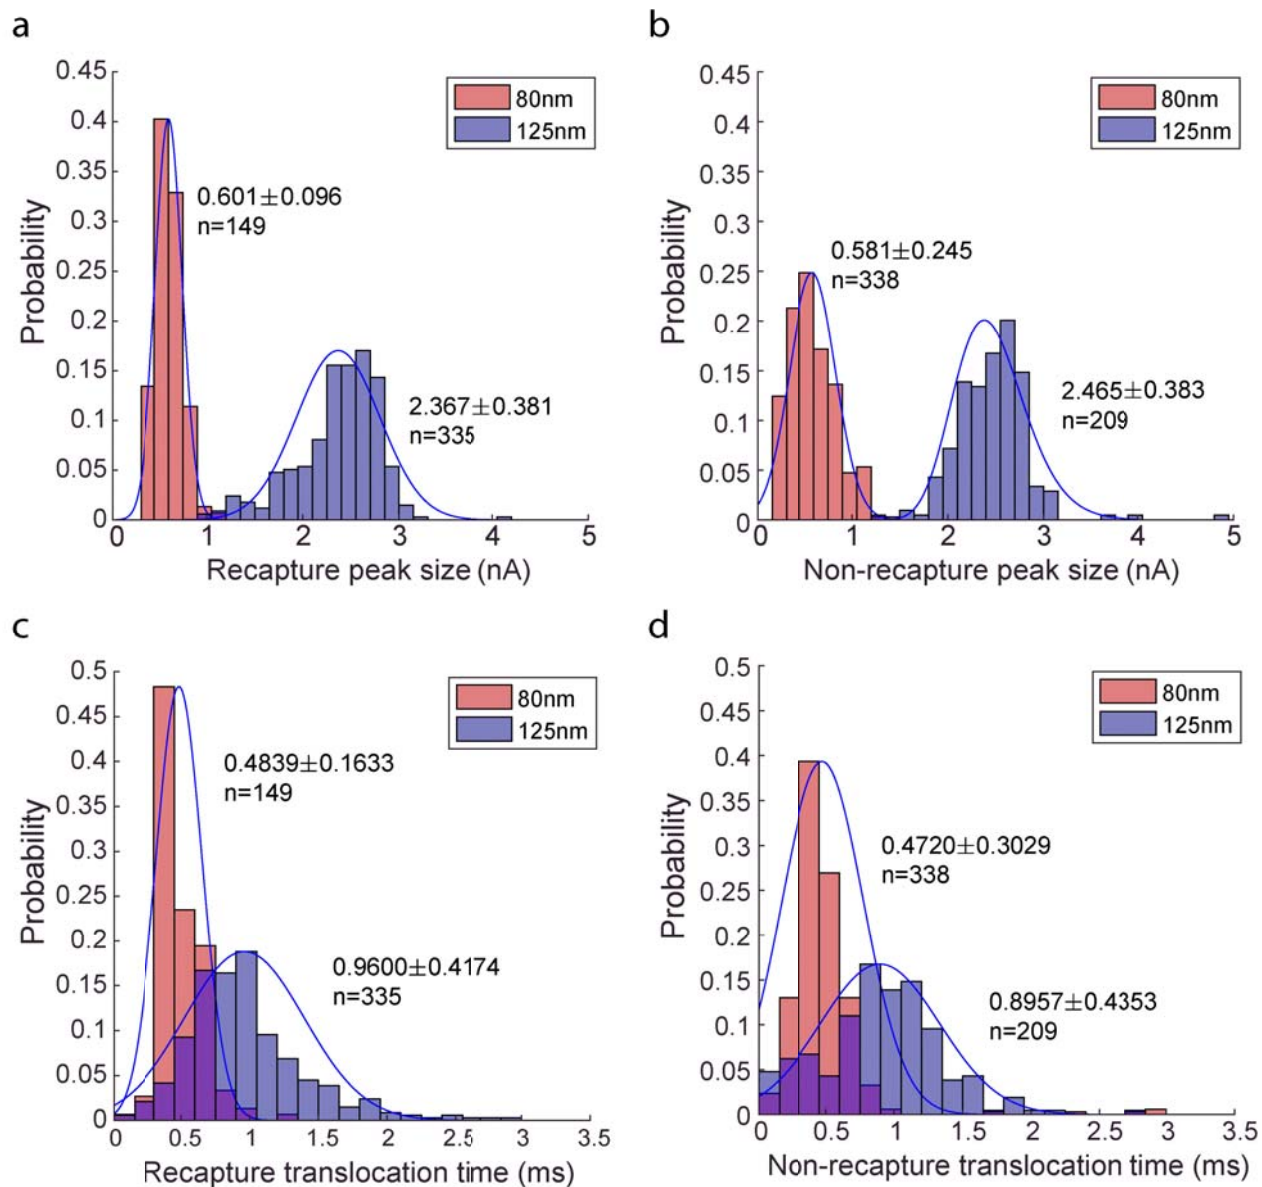 a
0.45
0.4
0.35
0.3
0.25
0.2
0.15
0.1
0.05
0
Probability
80nm
125nm
0.601±0.096
n=149
2.367±0.381
n=335
0 1 2 3 4 5
Recapture peak size (nA)
b
0.45
0.4
0.35
0.3
0.25
0.2
0.15
0.1
0.05
0
Probability
80nm
125nm
0.581±0.245
n=338
2.465±0.383
n=209
0 1 2 3 4 5
Non-recapture peak size (nA)
c
0.5
0.45
0.4
0.35
0.3
0.25
0.2
0.15
0.1
0.05
0
Probability
80nm
125nm
0.4839±0.1633
n=149
0.9600±0.4174
n=335
0 0.5 1 1.5 2 2.5 3 3.5
Recapture translocation time (ms)
d
0.5
0.45
0.4
0.35
0.3
0.25
0.2
0.15
0.1
0.05
0
Probability
80nm
125nm
0.4720±0.3029
n=338
0.8957±0.4353
n=209
0 0.5 1 1.5 2 2.5 3 3.5
Non-recapture translocation time (ms)